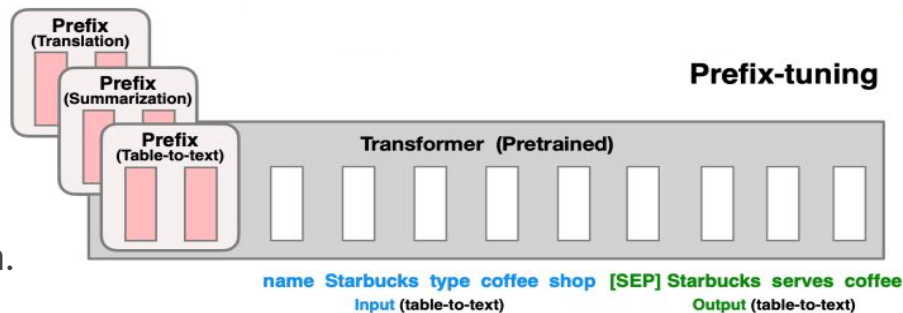 Prefix
(Translation)
Prefix
(Summarization)
Prefix
(Table-to-text)
Prefix-tuning
Transformer (Pretrained)
name Starbucks type coffee shop [SEP] Starbucks serves coffee
Input (table-to-text) Output (table-to-text)